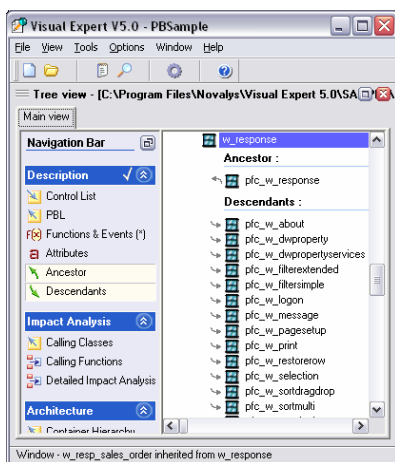 Visual Expert V5.0 - PBSample
File View Tools Options Window Help
Tree view - [C:\Program Files\Novalys\Visual Expert 5.0\SA
Main view
Navigation Bar
Description
Control List
PBL
Functions & Events (*)
Attributes
Ancestor
Descendants
Impact Analysis
Calling Classes
Calling Functions
Detailed Impact Analysis
Architecture
Container Hierarchy
w_response
Ancestor :
pfc_w_response
Descendants :
pfc_w_about
pfc_w_dwproperty
pfc_w_dwpropertyservices
pfc_w_filterextended
pfc_w_filtersimple
pfc_w_logon
pfc_w_message
pfc_w_pagesetup
pfc_w_print
pfc_w_restorerow
pfc_w_selection
pfc_w_sortdragdrop
pfc_w_sortmulti
Window - w_resp_sales_order inherited from w_response